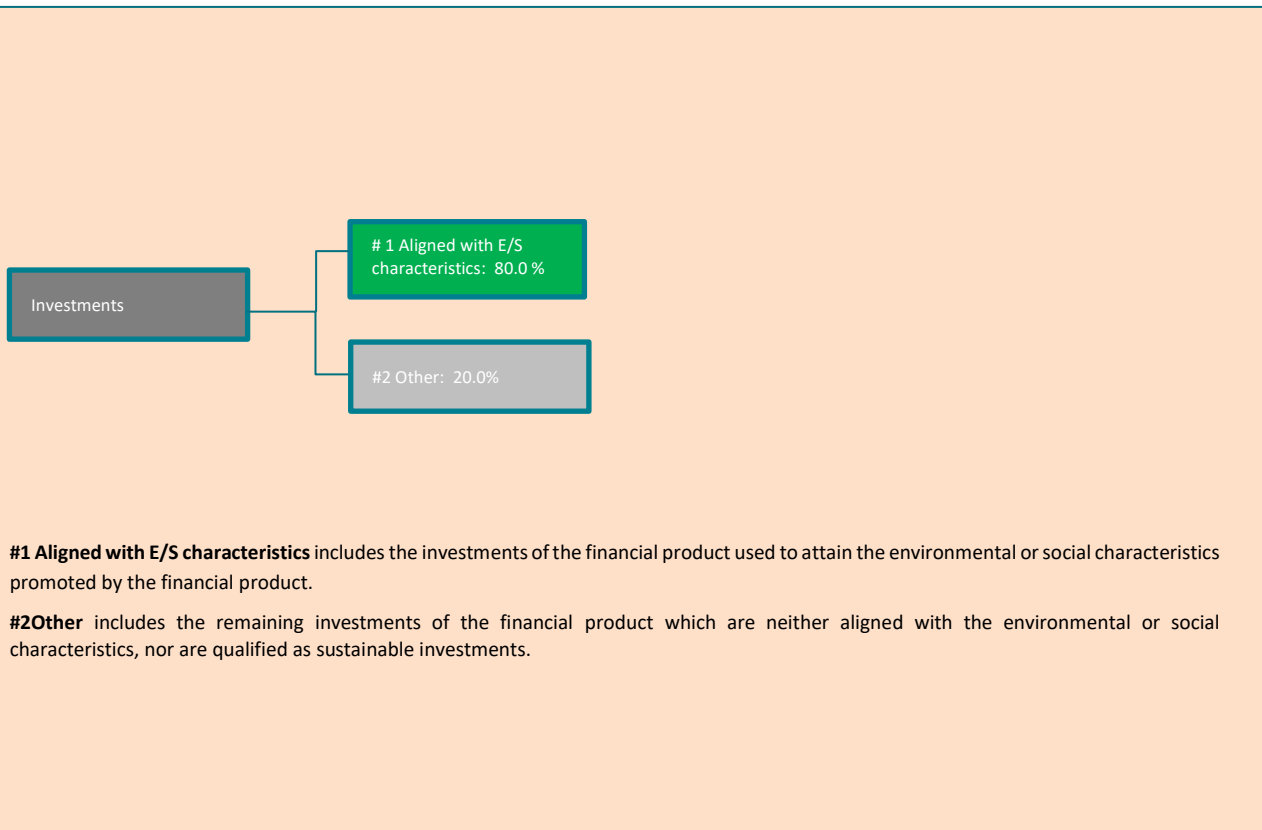 # 1 Aligned with E/S
characteristics: 80.0 %
Investments
#2 Other: 20.0%
#1 Aligned with E/S characteristics includes the investments of the financial product used to attain the environmental or social characteristics
promoted by the financial product.
#2Other includes the remaining investments of the financial product which are neither aligned with the environmental or social
characteristics, nor are qualified as sustainable investments.